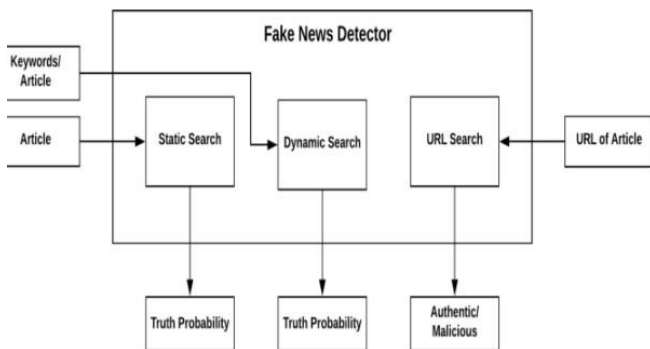 Fake News Detector
Keywords/
Article
Article
Static Search
Dynamic Search
URL Search
URL of Article
Truth Probability
Truth Probability
Authentic/
Malicious